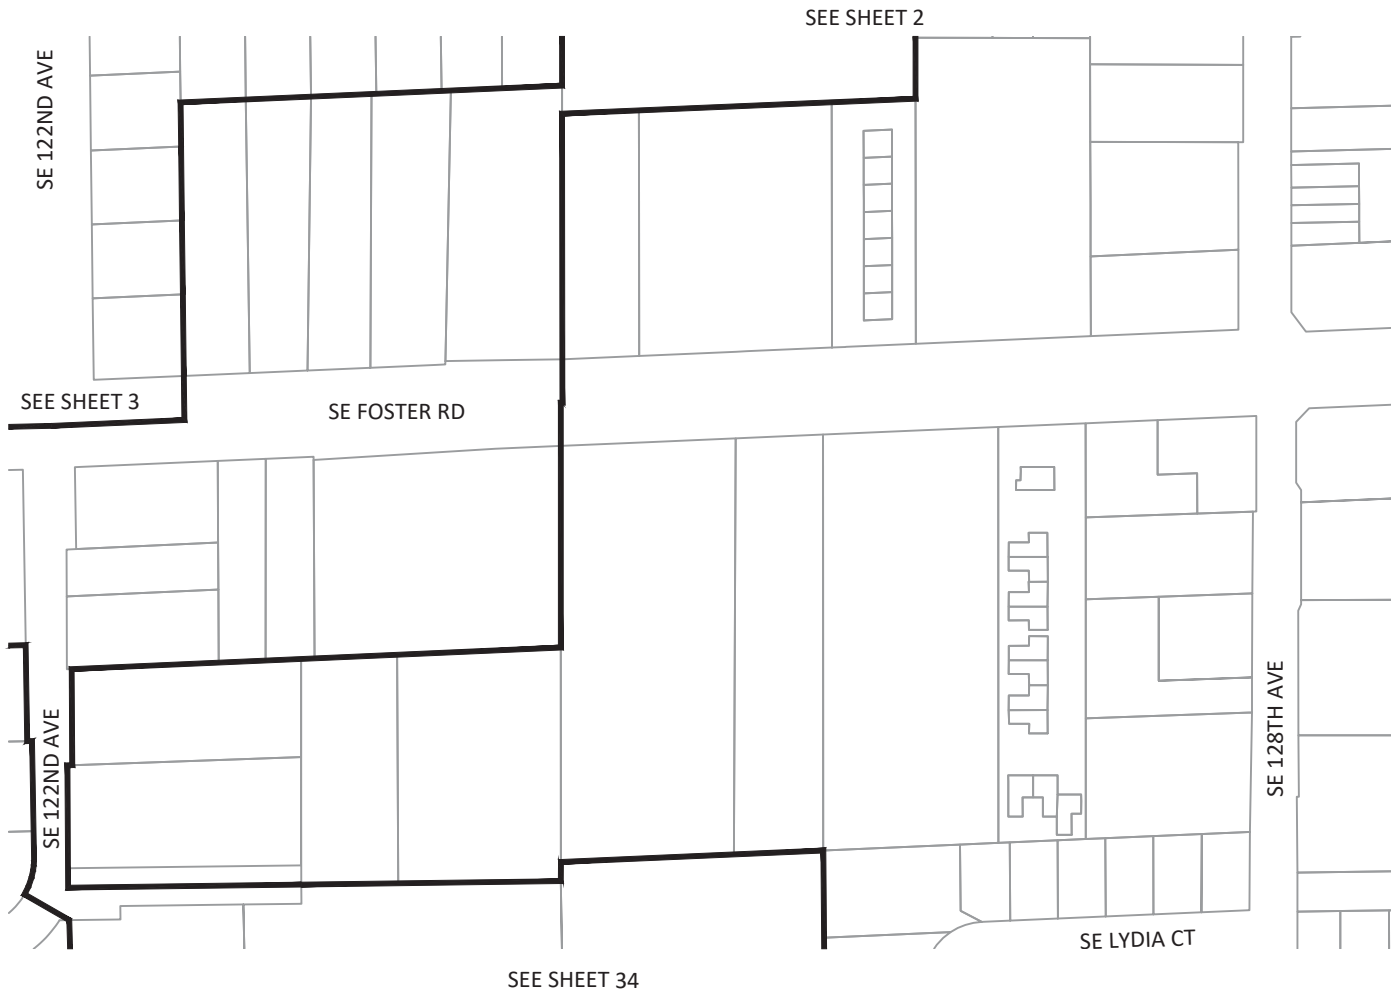 SEE SHEET 2
SE 122ND AVE
SEE SHEET 3
SE FOSTER RD
SE 122ND AVE
SE 128TH AVE
SE LYDIA CT
SEE SHEET 34